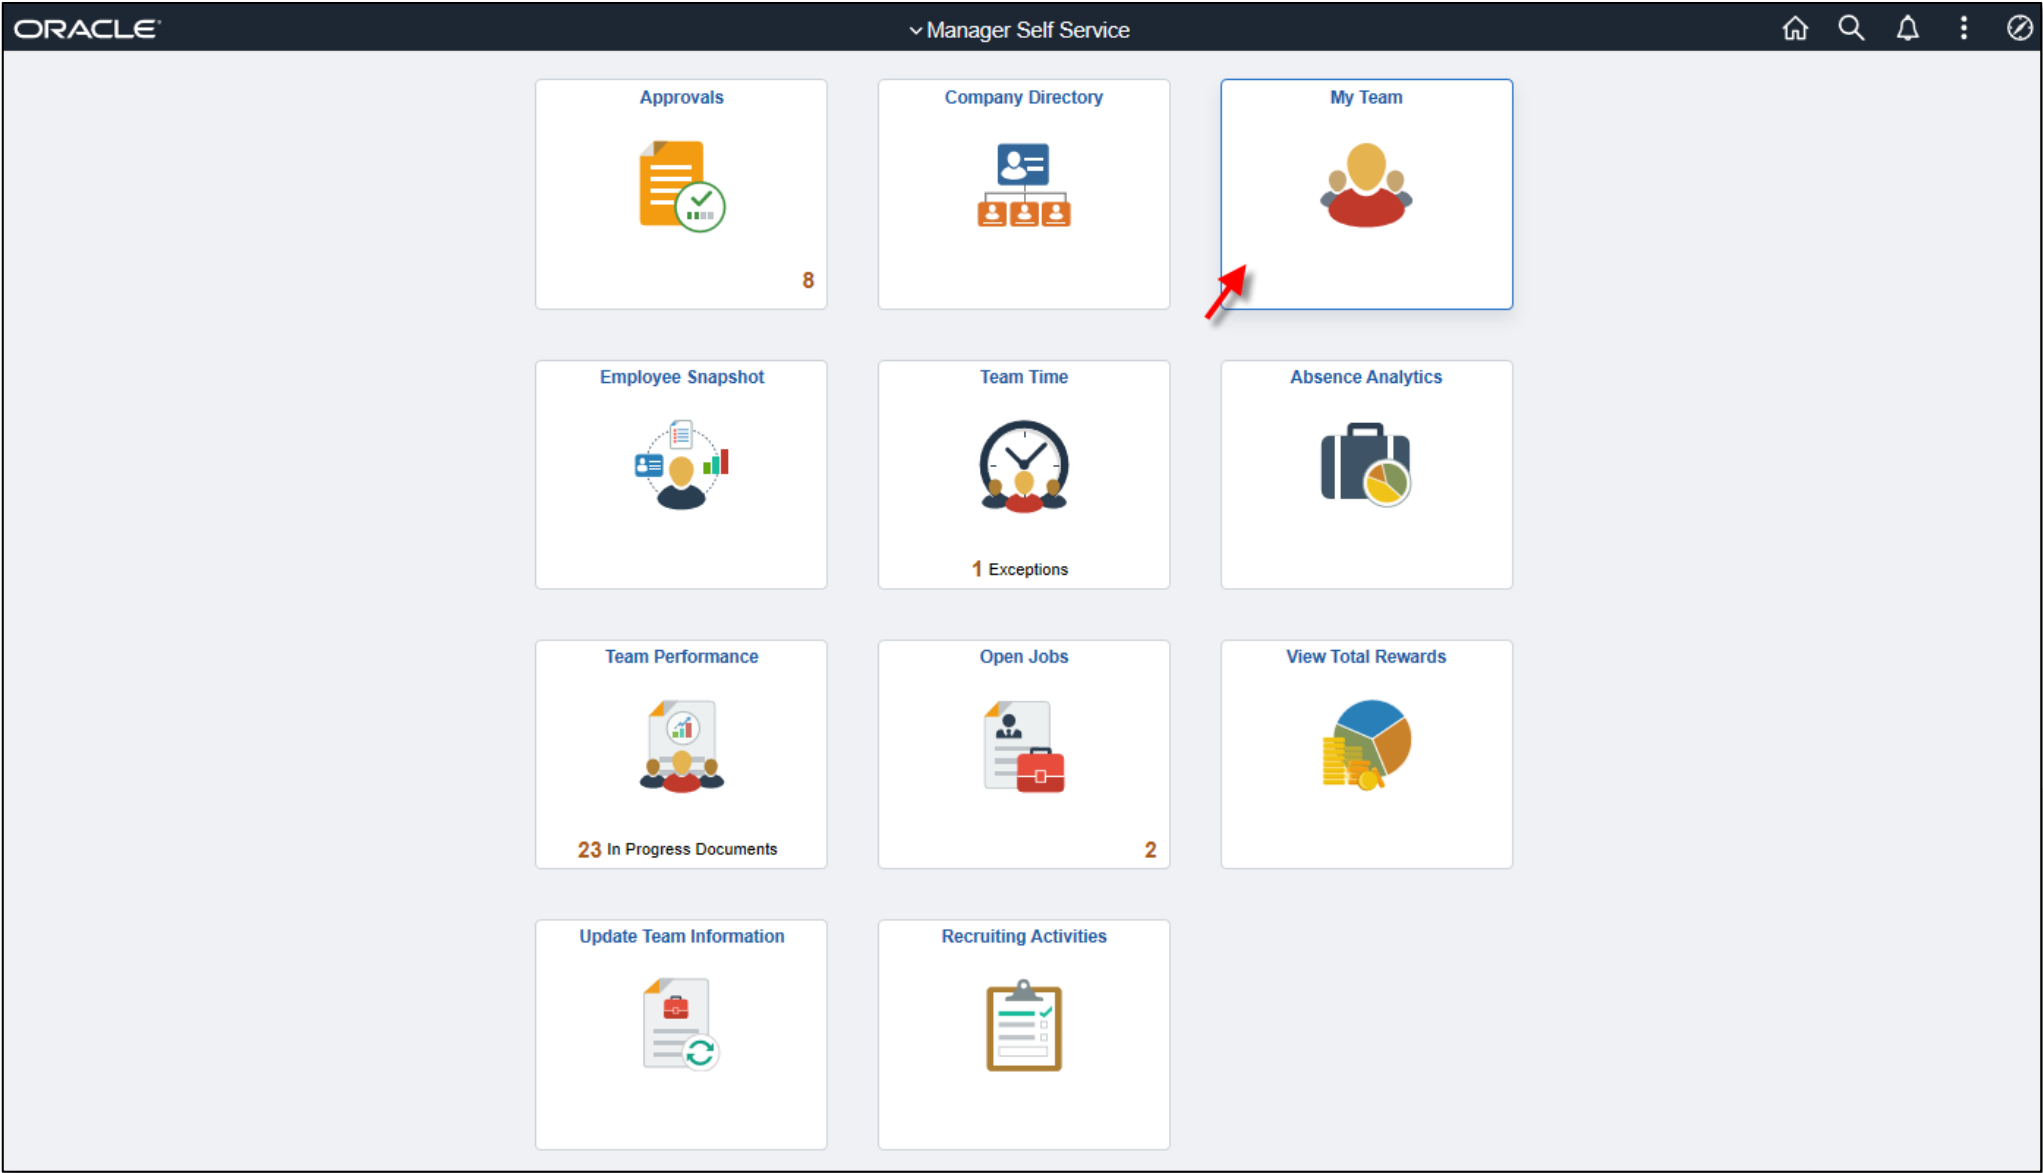 ORACLE
Manager Self Service
Approvals
8
Company Directory
My Team
Employee Snapshot
Team Time
1 Exceptions
Absence Analytics
Team Performance
23 In Progress Documents
Open Jobs
2
View Total Rewards
Update Team Information
Recruiting Activities